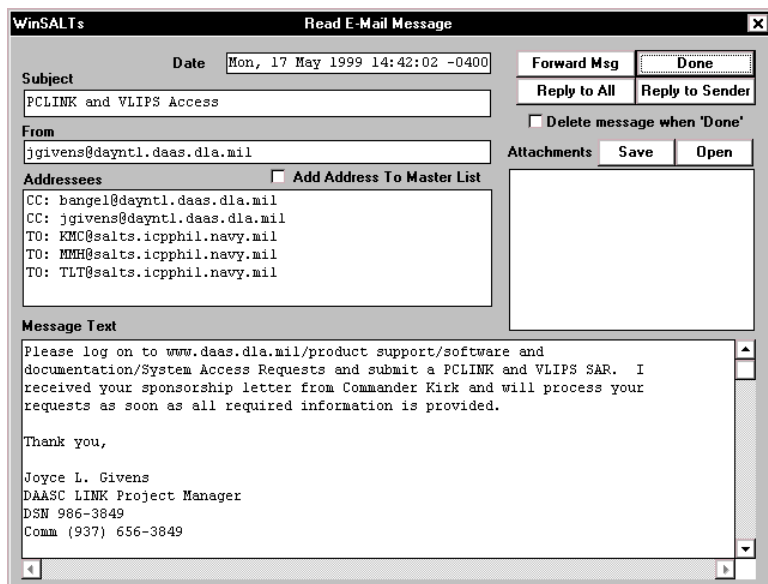 WinSALTs Read E-Mail Message
Date Mon, 17 May 1999 14:42:02 -0400
Forward Msg Done
Subject
PCLINK and VLIPS Access
Reply to All Reply to Sender
Delete message when 'Done'
From
jgivens@daynt1.daas.dla.mil
Attachments Save Open
Addressees Add Address To Master List
CC: bangel@daynt1.daas.dla.mil
CC: jgivens@daynt1.daas.dla.mil
TO: KMC@salts.icpphil.navy.mil
TO: MMH@salts.icpphil.navy.mil
TO: TLT@salts.icpphil.navy.mil
Message Text
Please log on to www.daas.dla.mil/product support/software and
documentation/System Access Requests and submit a PCLINK and VLIPS SAR. I
received your sponsorship letter from Commander Kirk and will process your
requests as soon as all required information is provided.
Thank you,
Joyce L. Givens
DAASC LINK Project Manager
DSN 986-3849
Comm (937) 656-3849